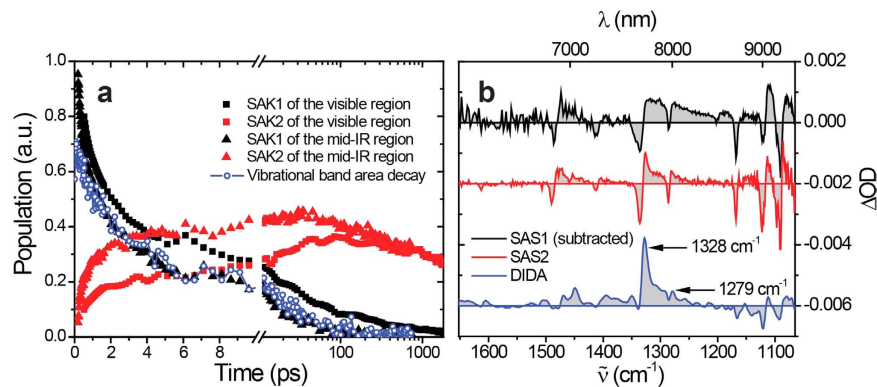 a
1.0
0.8
0.6
0.4
0.2
0.0
Population (a.u.)
SAK1 of the visible region
SAK2 of the visible region
SAK1 of the mid-IR region
SAK2 of the mid-IR region
Vibrational band area decay
0 2 4 6 8 10 100 1000
Time (ps)
λ (nm)
7000 8000 9000
b
0.002
0.000
-0.002
-0.004
-0.006
ΔOD
SAS1 (subtracted)
SAS2
DIDA
1328 cm⁻¹
1279 cm⁻¹
1650 1500 1400 1300 1200 1100
ṽ (cm⁻¹)